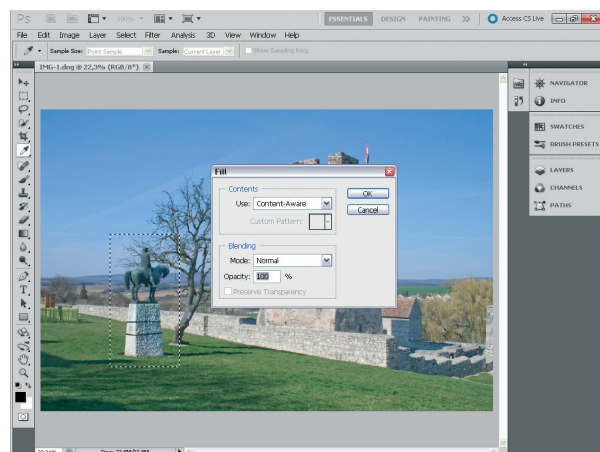 Ps 100% ESSENTIALS DESIGN PAINTING >> Access CS Live
File Edit Image Layer Select Filter Analysis 3D View Window Help
Sample Size: Point Sample Sample: Current Layer Show Sampling Ring
IMG-1.dng @ 22,3% (RGB/8*)
NAVIGATOR
INFO
SWATCHES
BRUSH PRESETS
LAYERS
CHANNELS
PATHS
Fill
Contents
Use: Content-Aware
Custom Pattern:
OK
Cancel
Blending
Mode: Normal
Opacity: 100 %
Preserve Transparency